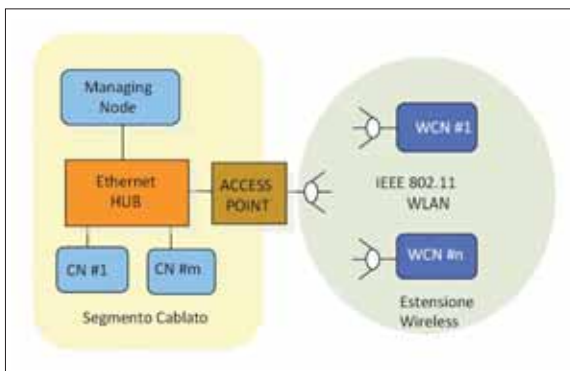 Managing
Node
Ethernet
HUB
ACCESS
POINT
CN #1
CN #m
Segmento Cablato
WCN #1
IEEE 802.11
WLAN
WCN #n
Estensione
Wireless